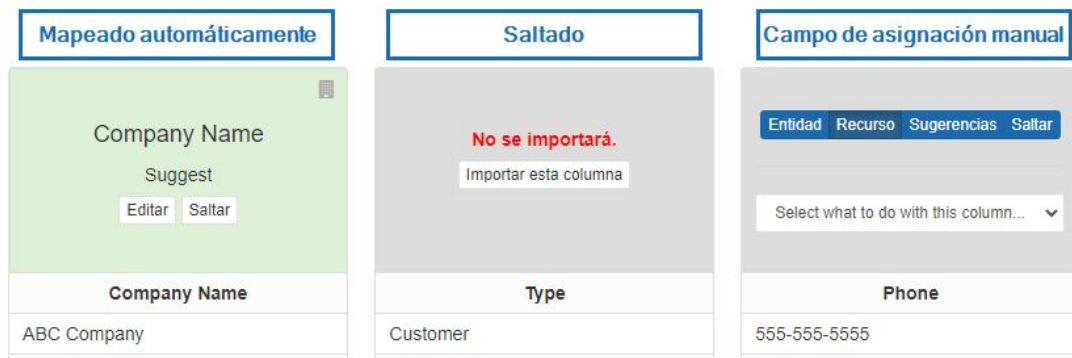 Mapeado automáticamente
Saltado
Campo de asignación manual
Company Name
Suggest
Editar Saltar
No se importará.
Importar esta columna
Entidad Recurso Sugerencias Saltar
Select what to do with this column...
Company Name
Type
Phone
ABC Company
Customer
555-555-5555